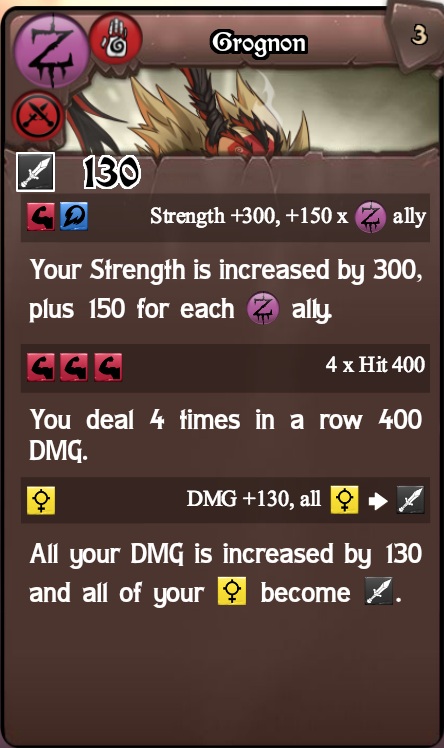 Grognon
3
130
Strength +300, +150 x Z ally
Your Strength is increased by 300,
plus 150 for each Z ally.
4 x Hit 400
You deal 4 times in a row 400
DMG.
DMG +130, all
All your DMG is increased by 130
and all of your become .